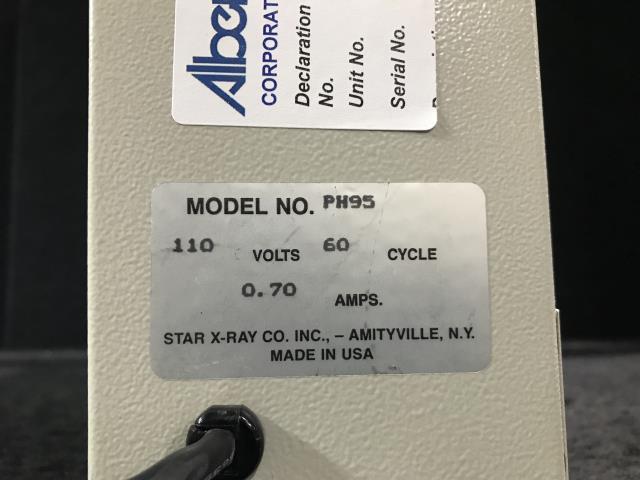 CORPORAT
Declaration
No.
Unit No.
Serial No.
MODEL NO. PH95
110 VOLTS 60 CYCLE
0.70 AMPS.
STAR X-RAY CO. INC., – AMITYVILLE, N.Y.
MADE IN USA